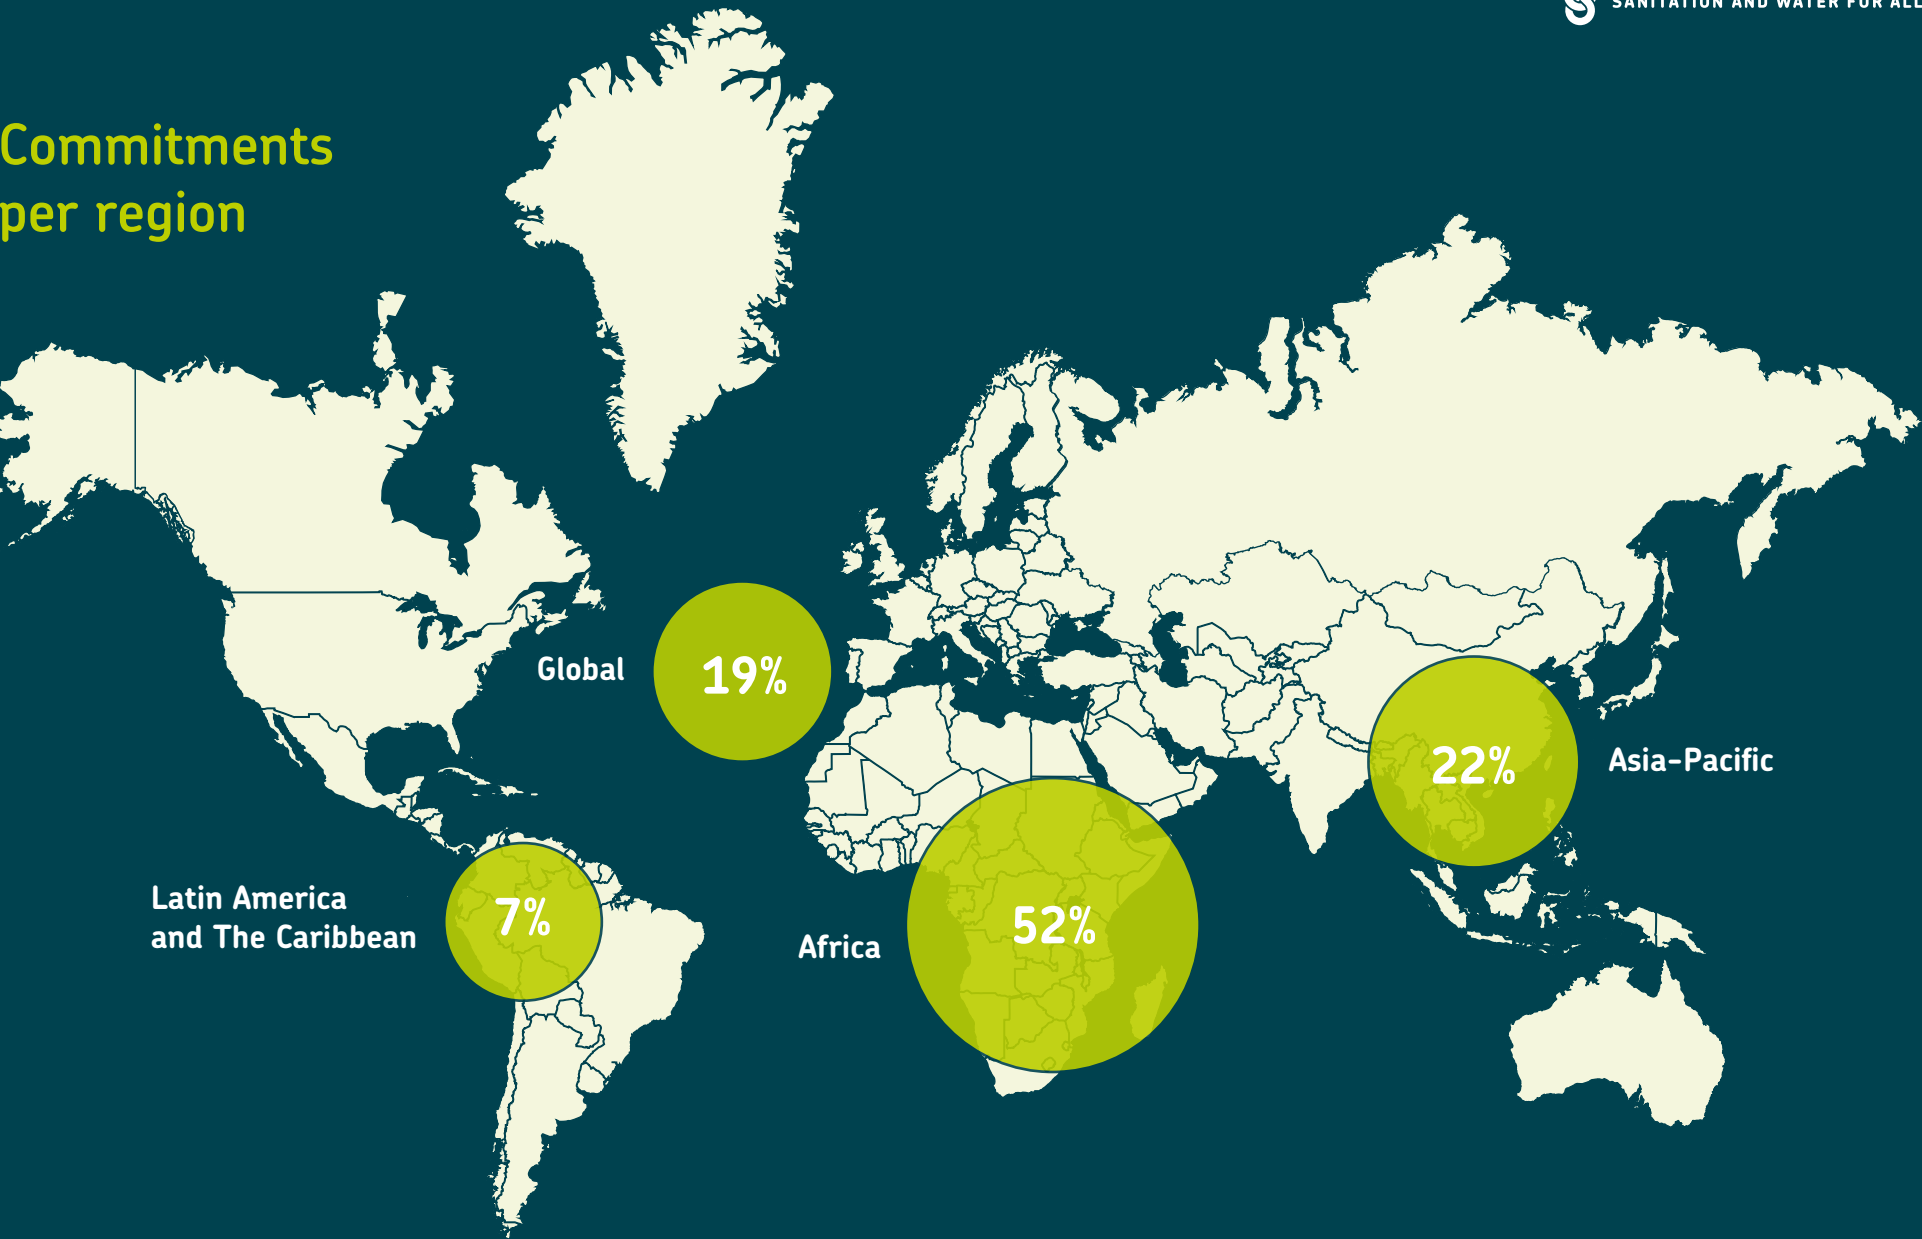 SANITATION AND WATER FOR ALL
Commitments
per region
Global
19%
22%
Asia-Pacific
Latin America
and The Caribbean
7%
Africa
52%